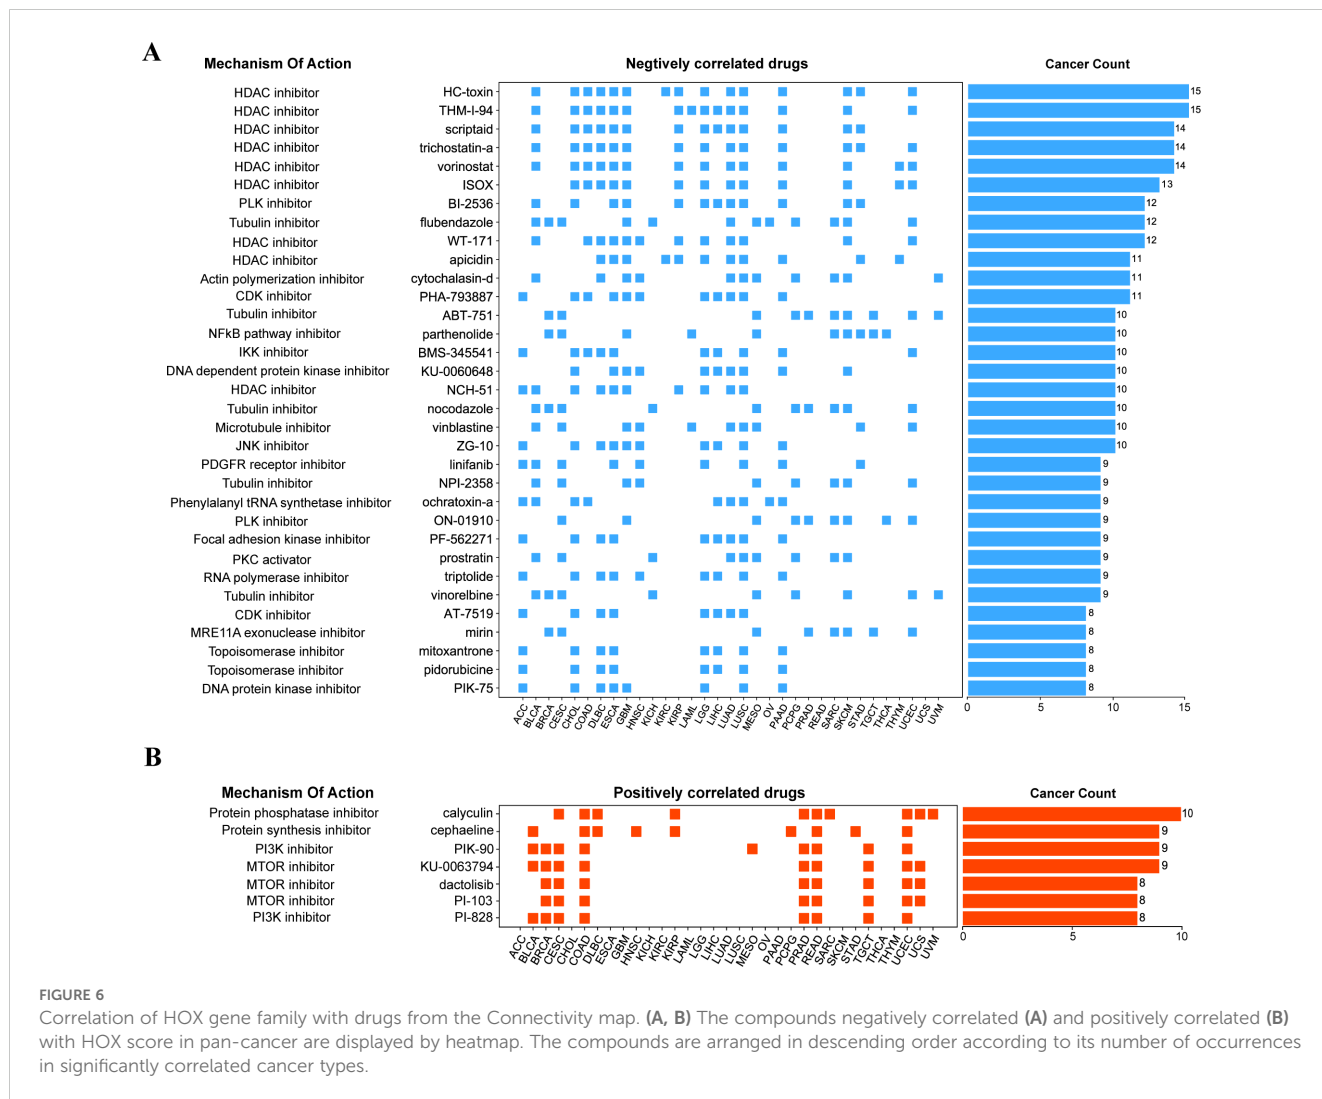 A
Mechanism Of Action Negtively correlated drugs Cancer Count
HDAC inhibitor HC-toxin 15
HDAC inhibitor THM-I-94 15
HDAC inhibitor scriptaid 14
HDAC inhibitor trichostatin-a 14
HDAC inhibitor vorinostat 14
HDAC inhibitor ISOX 13
PLK inhibitor BI-2536 12
Tubulin inhibitor flubendazole 12
HDAC inhibitor WT-171 12
HDAC inhibitor apicidin 11
Actin polymerization inhibitor cytochalasin-d 11
CDK inhibitor PHA-793887 11
Tubulin inhibitor ABT-751 10
NFkB pathway inhibitor parthenolide 10
IKK inhibitor BMS-345541 10
DNA dependent protein kinase inhibitor KU-0060648 10
HDAC inhibitor NCH-51 10
Tubulin inhibitor nocodazole 10
Microtubule inhibitor vinblastine 10
JNK inhibitor ZG-10 10
PDGFR receptor inhibitor linifanib 9
Tubulin inhibitor NPI-2358 9
Phenylalanyl tRNA synthetase inhibitor ochratoxin-a 9
PLK inhibitor ON-01910 9
Focal adhesion kinase inhibitor PF-562271 9
PKC activator prostratin 9
RNA polymerase inhibitor triptolide 9
Tubulin inhibitor vinorelbine 9
CDK inhibitor AT-7519 8
MRE11A exonuclease inhibitor mirin 8
Topoisomerase inhibitor mitoxantrone 8
Topoisomerase inhibitor pidorubicine 8
DNA protein kinase inhibitor PIK-75 8
0 5 10 15
ACC BLCA BRCA CESC CHOL COAD DLBC ESCA GBM HNSC KICH KIRC KIRP LAML LGG LIHC LUAD LUSC MESO OV PAAD PCPG PRAD READ SARC SKCM STAD TGCT THCA THYM UCEC UCS UVM
B
Mechanism Of Action Positively correlated drugs Cancer Count
Protein phosphatase inhibitor calyculin 10
Protein synthesis inhibitor cephaeline 9
PI3K inhibitor PIK-90 9
MTOR inhibitor KU-0063794 9
MTOR inhibitor dactolisib 8
MTOR inhibitor PI-103 8
PI3K inhibitor PI-828 8
0 5 10
ACC BLCA BRCA CESC CHOL COAD DLBC ESCA GBM HNSC KICH KIRC KIRP LAML LGG LIHC LUAD LUSC MESO OV PAAD PCPG PRAD READ SARC SKCM STAD TGCT THCA THYM UCEC UCS UVM
FIGURE 6
Correlation of HOX gene family with drugs from the Connectivity map. (A, B) The compounds negatively correlated (A) and positively correlated (B)
with HOX score in pan-cancer are displayed by heatmap. The compounds are arranged in descending order according to its number of occurrences
in significantly correlated cancer types.